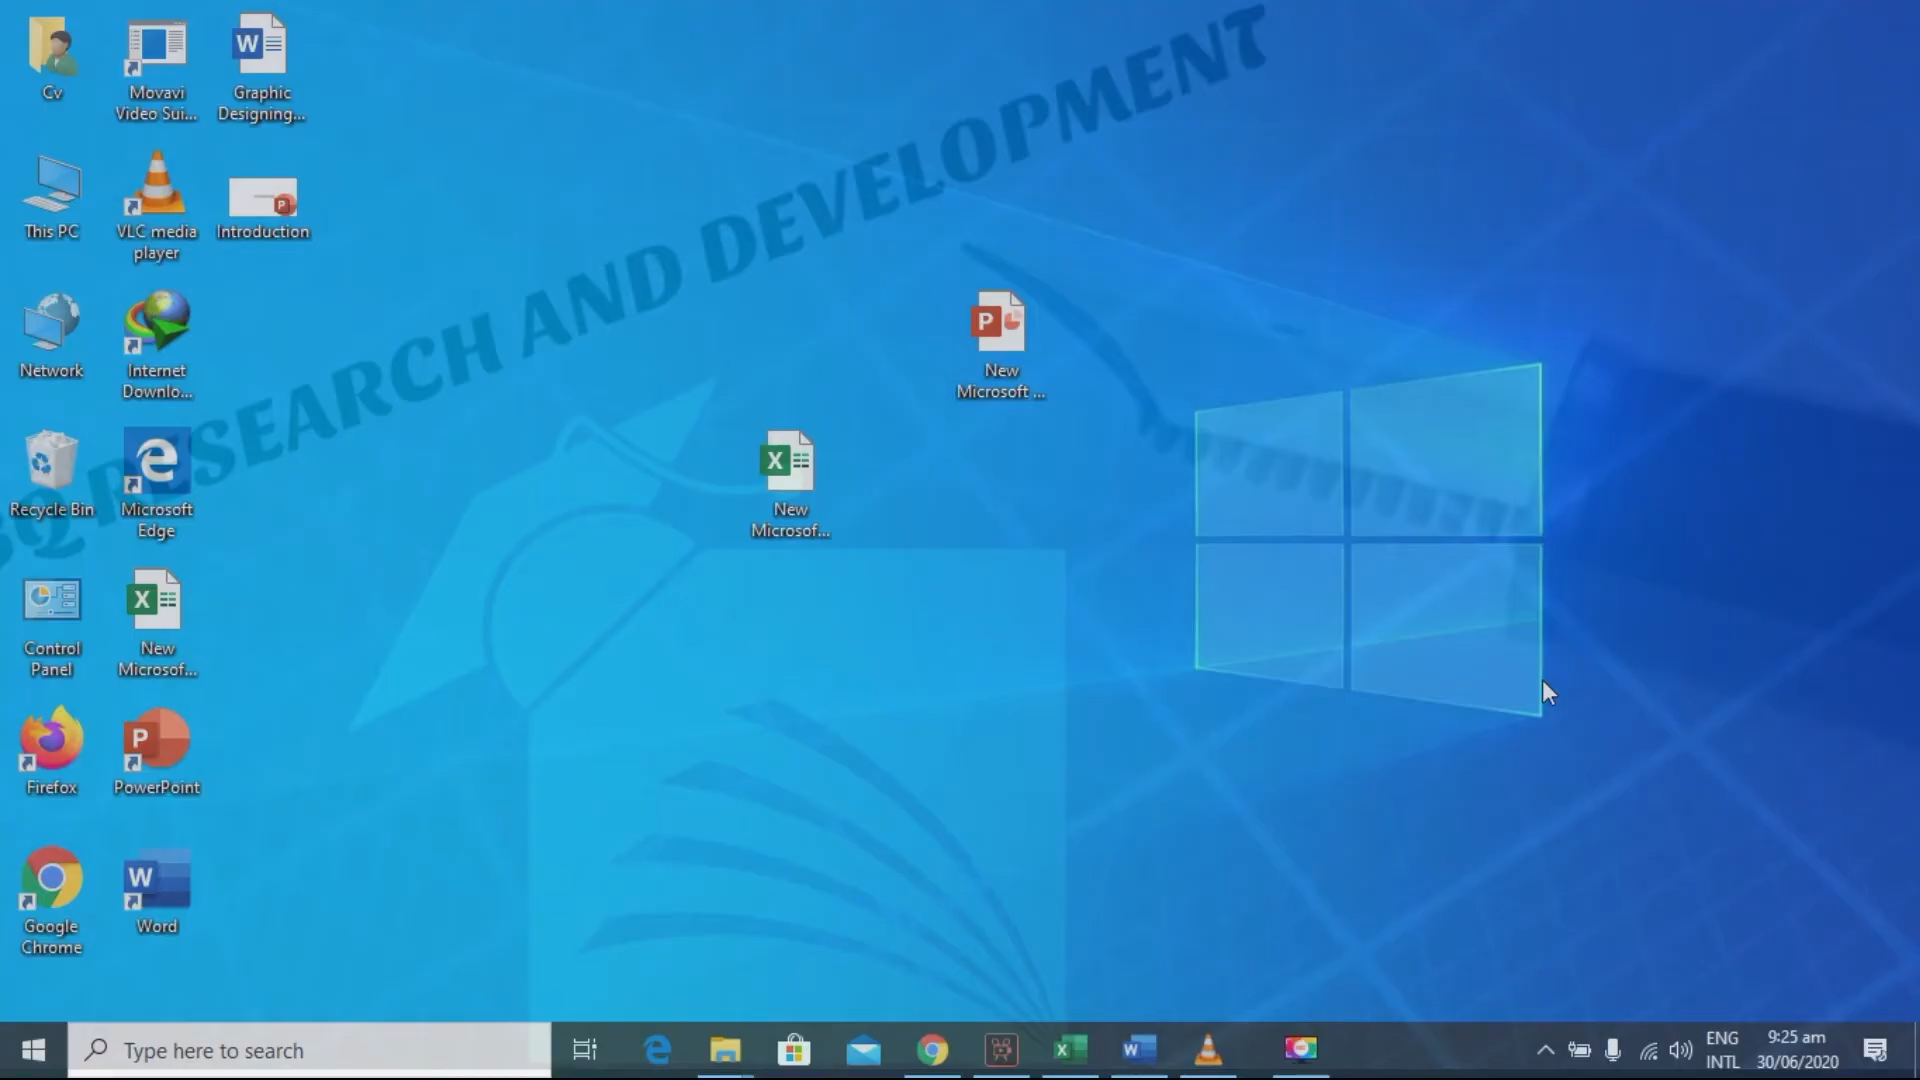 Cv
Movavi
Video Sui...
Graphic
Designing...
This PC
VLC media
player
Introduction
Network
Internet
Downlo...
New
Microsoft ...
Recycle Bin
Microsoft
Edge
New
Microsof...
Control
Panel
New
Microsof...
Firefox
PowerPoint
Google
Chrome
Word
RESEARCH AND DEVELOPMENT
Type here to search
ENG
INTL
9:25 am
30/06/2020